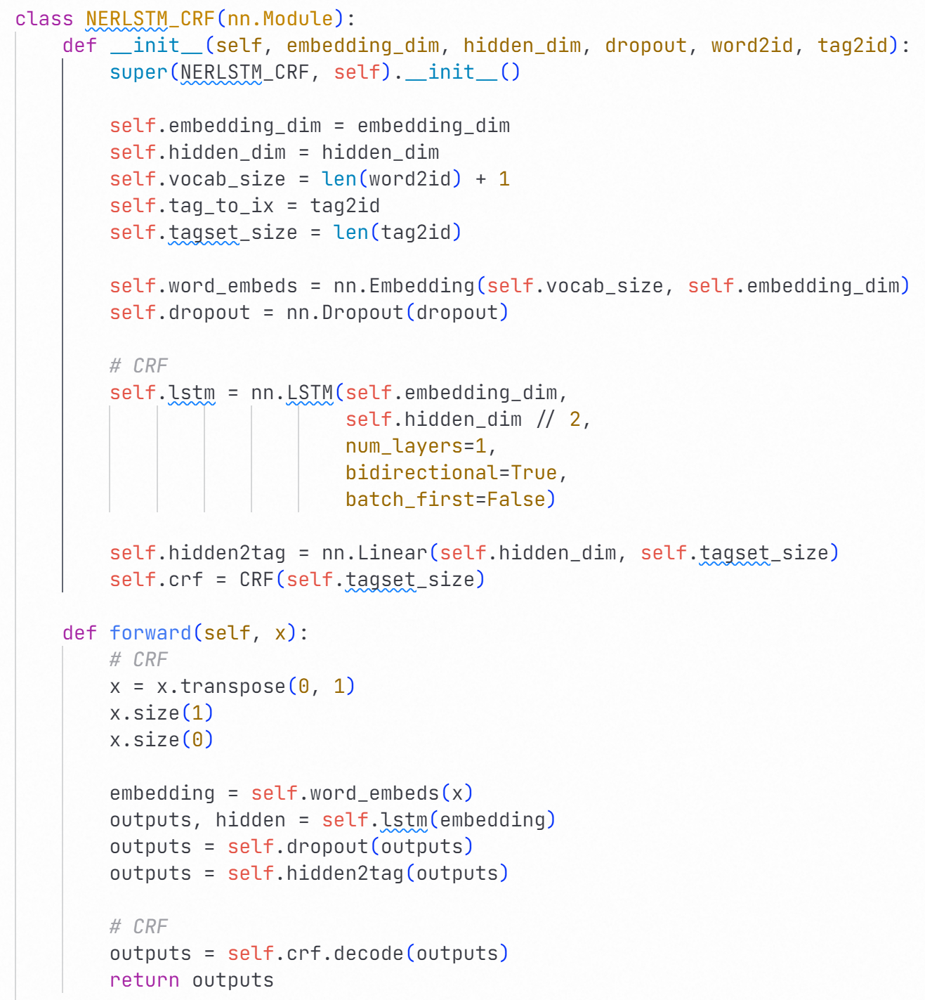 class NERLSTM_CRF(nn.Module):
    def __init__(self, embedding_dim, hidden_dim, dropout, word2id, tag2id):
        super(NERLSTM_CRF, self).__init__()

        self.embedding_dim = embedding_dim
        self.hidden_dim = hidden_dim
        self.vocab_size = len(word2id) + 1
        self.tag_to_ix = tag2id
        self.tagset_size = len(tag2id)

        self.word_embeds = nn.Embedding(self.vocab_size, self.embedding_dim)
        self.dropout = nn.Dropout(dropout)

        # CRF
        self.lstm = nn.LSTM(self.embedding_dim,
                            self.hidden_dim // 2,
                            num_layers=1,
                            bidirectional=True,
                            batch_first=False)

        self.hidden2tag = nn.Linear(self.hidden_dim, self.tagset_size)
        self.crf = CRF(self.tagset_size)

    def forward(self, x):
        # CRF
        x = x.transpose(0, 1)
        x.size(1)
        x.size(0)

        embedding = self.word_embeds(x)
        outputs, hidden = self.lstm(embedding)
        outputs = self.dropout(outputs)
        outputs = self.hidden2tag(outputs)

        # CRF
        outputs = self.crf.decode(outputs)
        return outputs